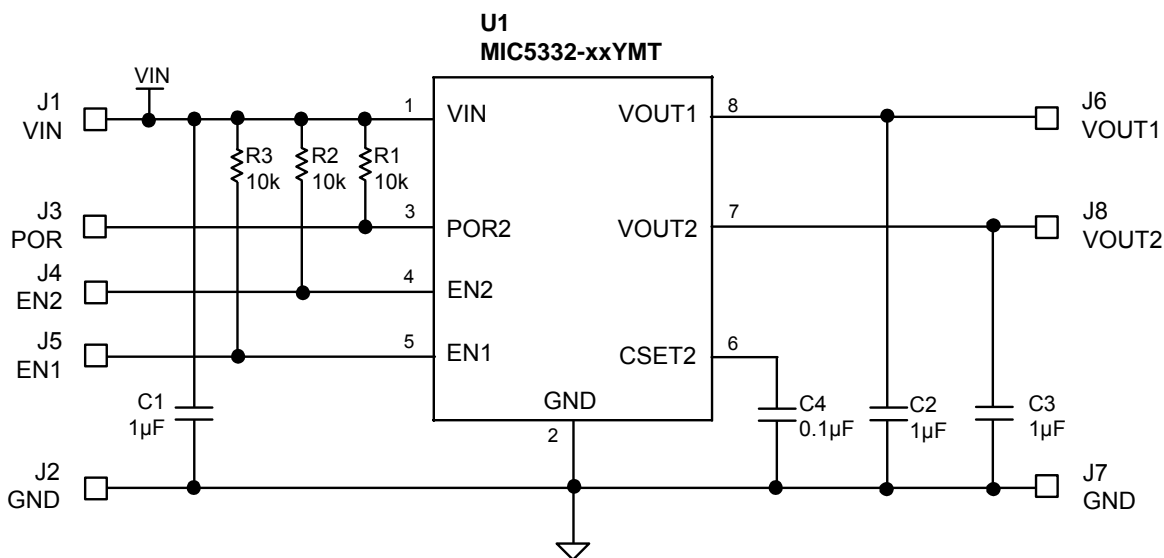 U1
MIC5332-xxYMT
VIN
J1
VIN
1
VIN
VOUT1
8
J6
VOUT1
R3
10k
R2
10k
R1
10k
J3
POR
3
POR2
VOUT2
7
J8
VOUT2
J4
EN2
4
EN2
J5
EN1
5
EN1
CSET2
6
C1
1µF
GND
2
C4
0.1µF
C2
1µF
C3
1µF
J2
GND
J7
GND